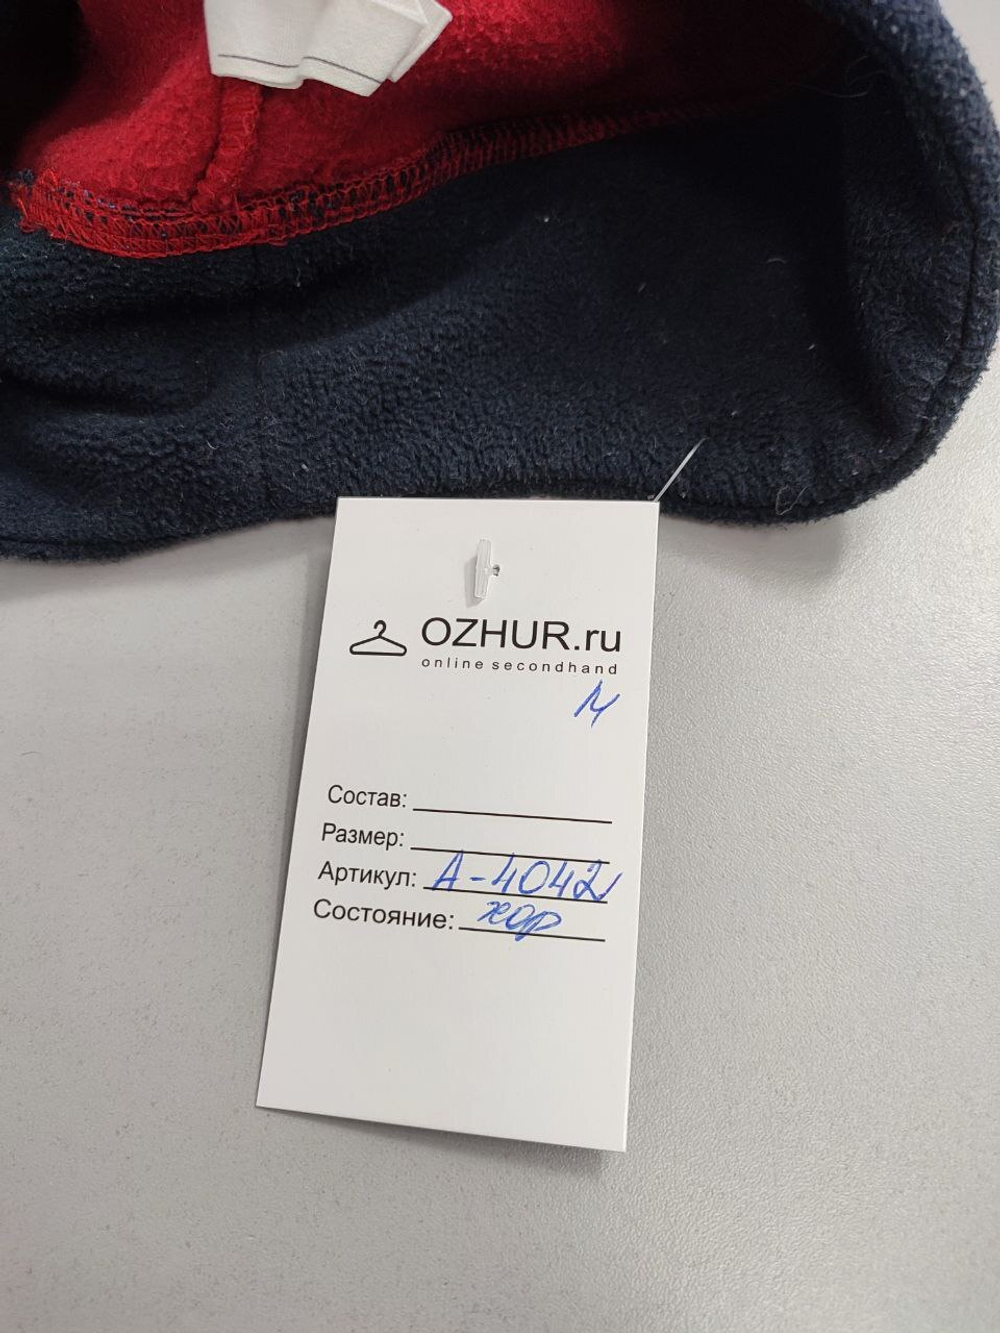 OZHUR.ru
online secondhand
М
Состав:
Размер:
Артикул: А-4042
Состояние: хор